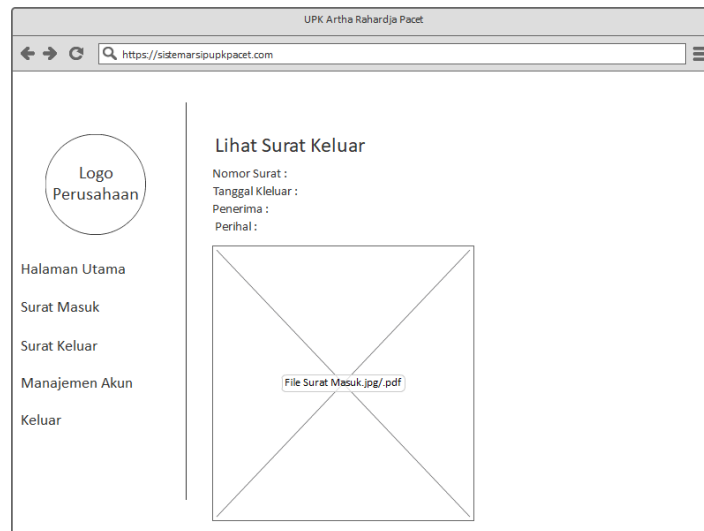 UPK Artha Rahardja Pacet
https://sistemarsipupkpacet.com
Logo
Perusahaan
Halaman Utama
Surat Masuk
Surat Keluar
Manajemen Akun
Keluar
Lihat Surat Keluar
Nomor Surat :
Tanggal Kleluar :
Penerima :
Perihal :
File Surat Masuk.jpg/.pdf